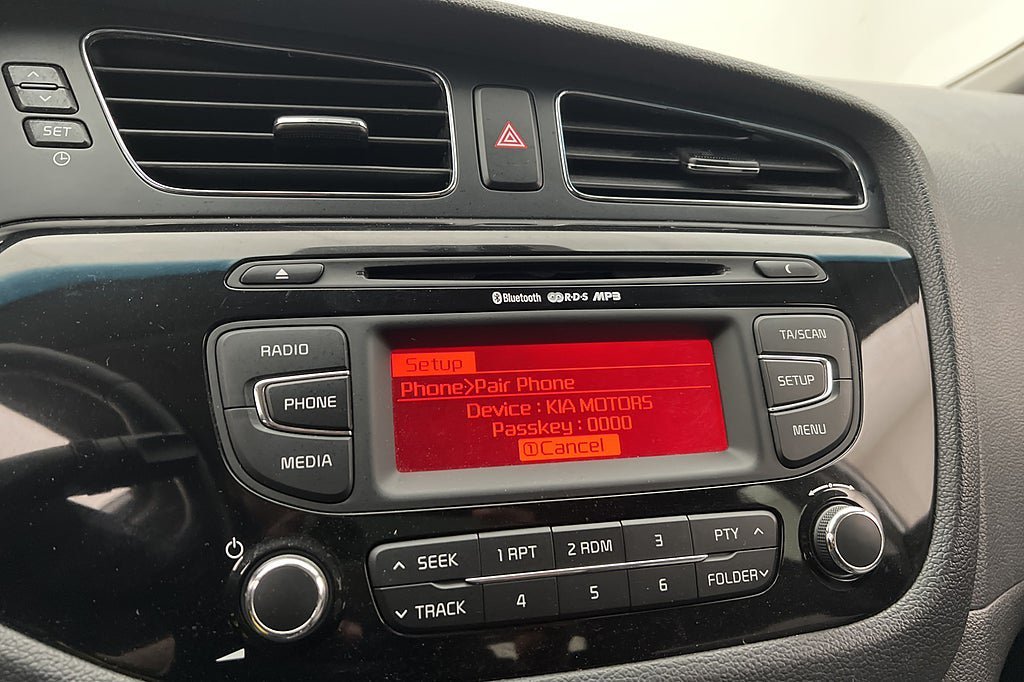 SET
Bluetooth R·D·S MP3
RADIO
PHONE
MEDIA
Setup
Phone>Pair Phone
Device : KIA MOTORS
Passkey : 0000
1 Cancel
TA/SCAN
SETUP
MENU
SEEK 1 RPT 2 RDM 3 PTY
TRACK 4 5 6 FOLDER